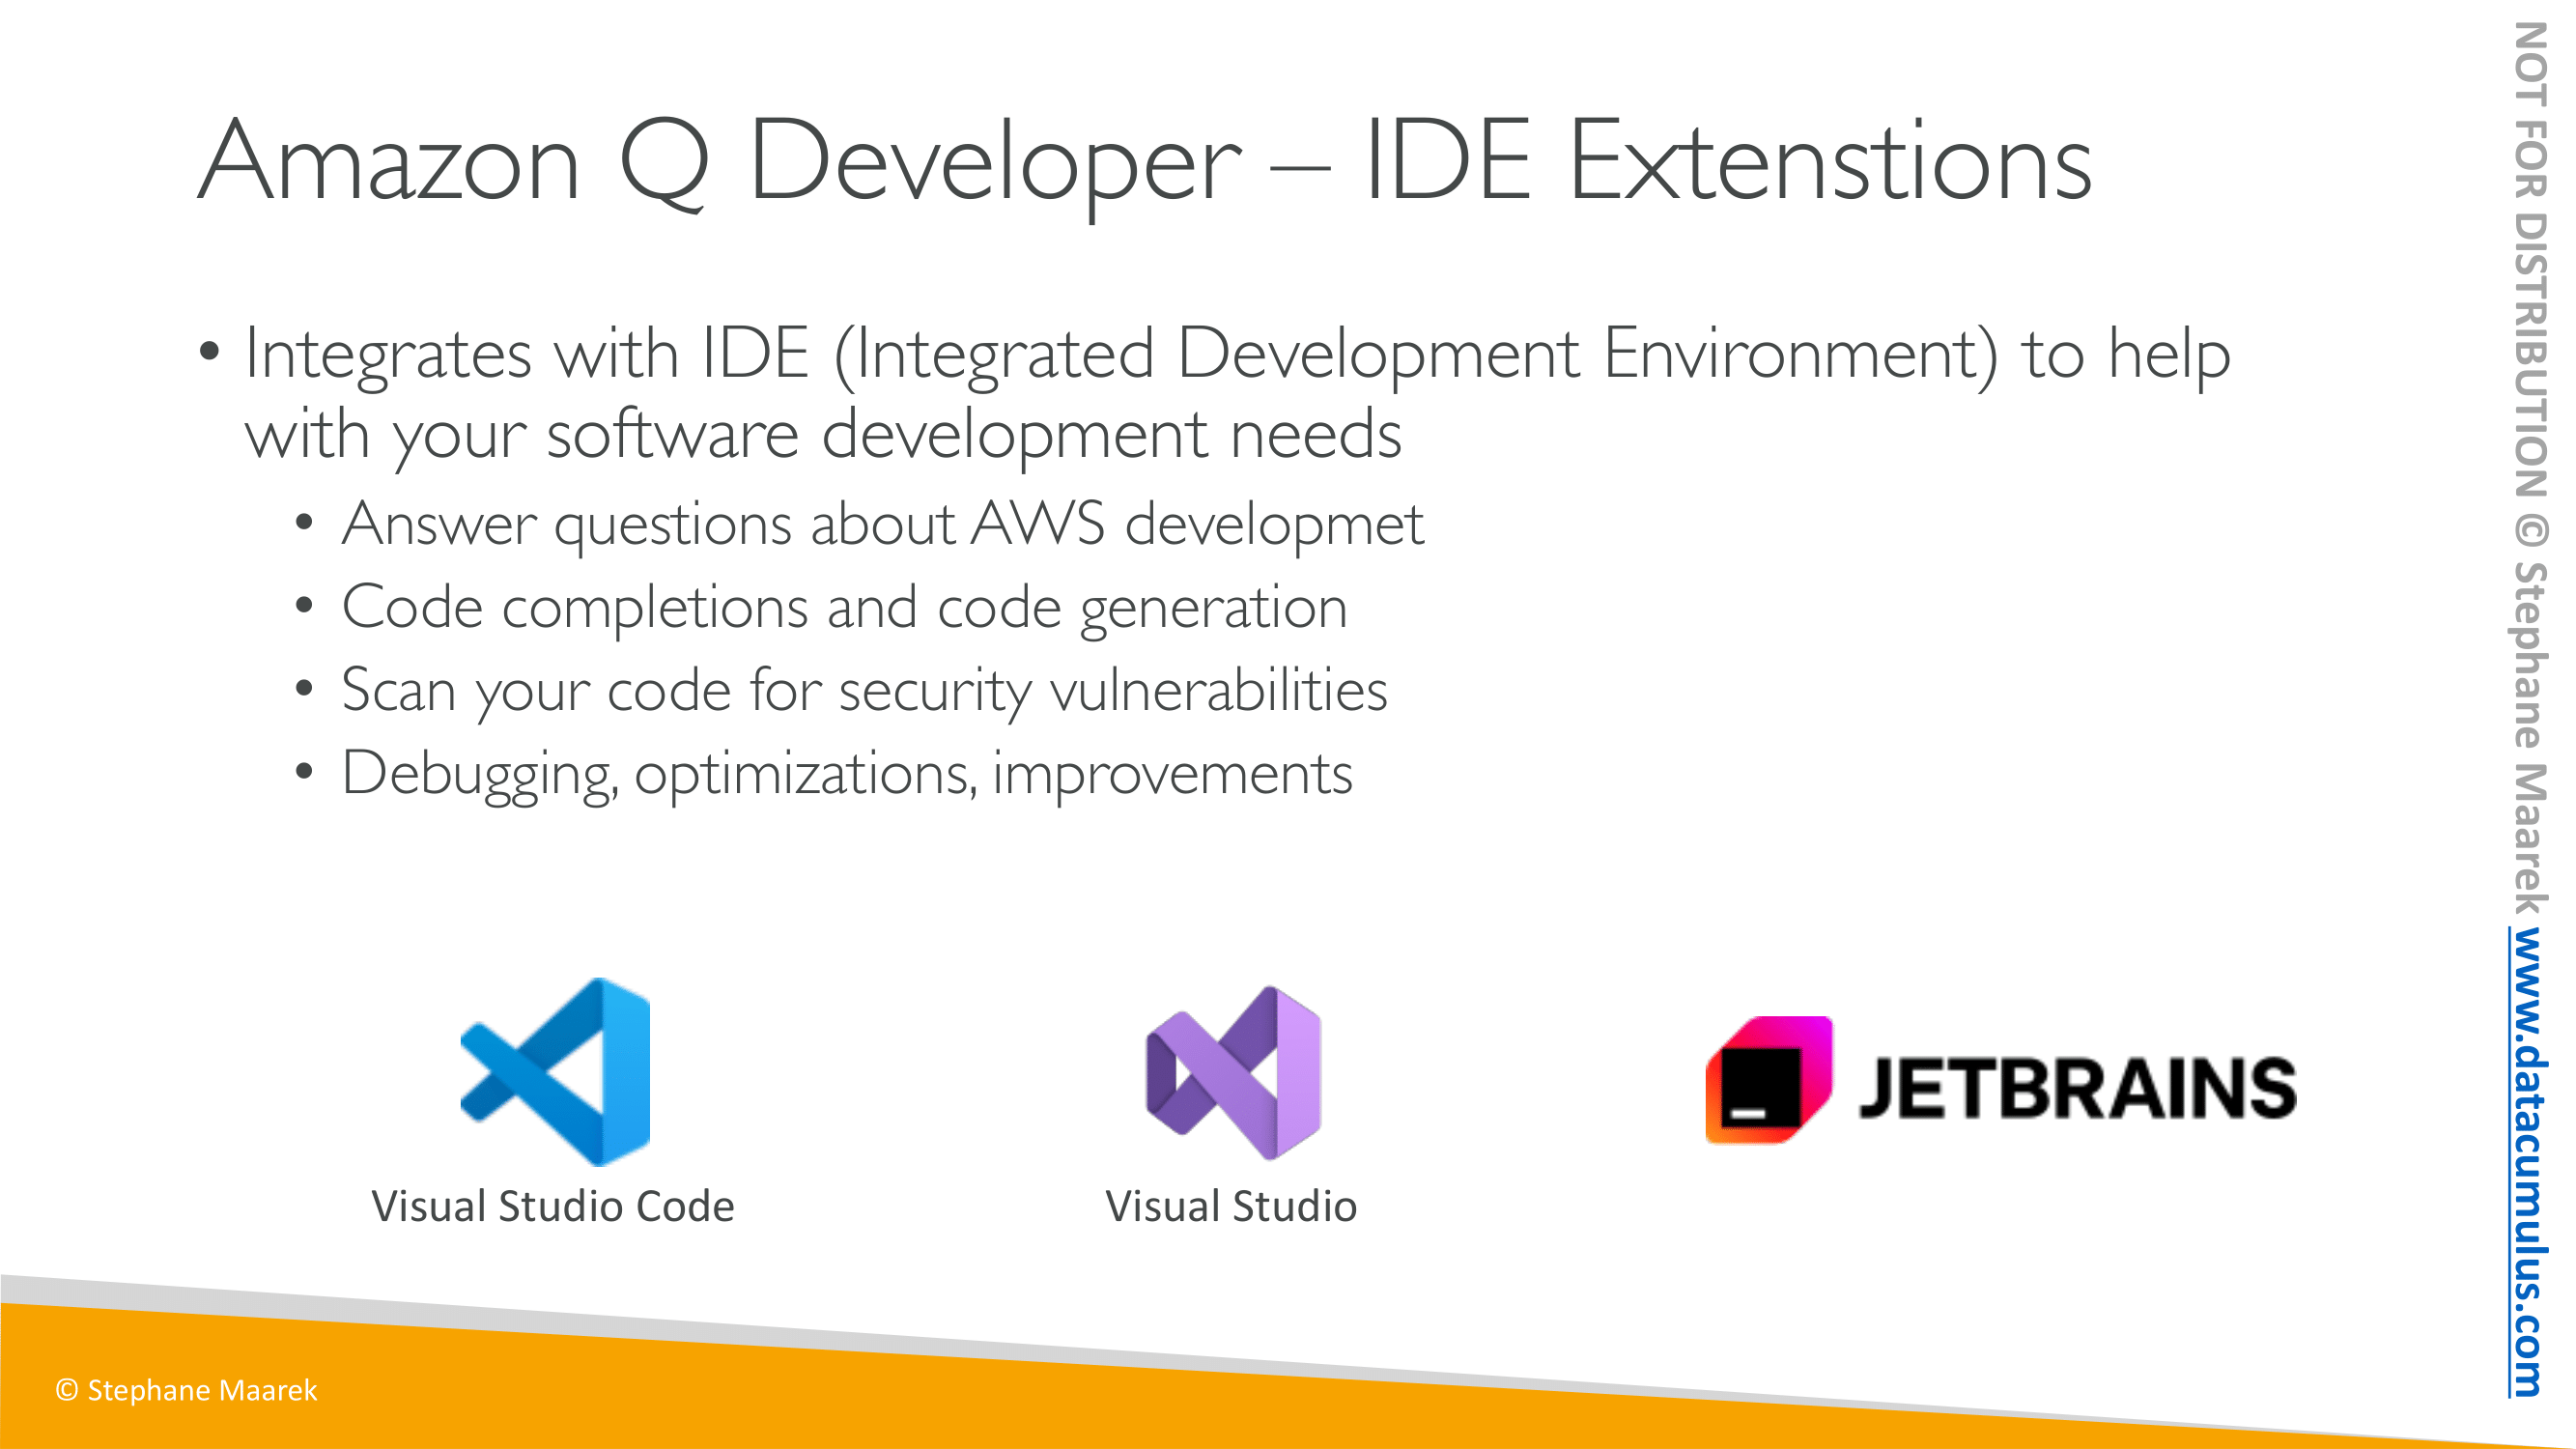 Amazon Q Developer – IDE Extenstions
• Integrates with IDE (Integrated Development Environment) to help
with your software development needs
• Answer questions about AWS developmet
• Code completions and code generation
• Scan your code for security vulnerabilities
• Debugging, optimizations, improvements
Visual Studio Code
Visual Studio
JETBRAINS
© Stephane Maarek
NOT FOR DISTRIBUTION © Stephane Maarek www.datacumulus.com